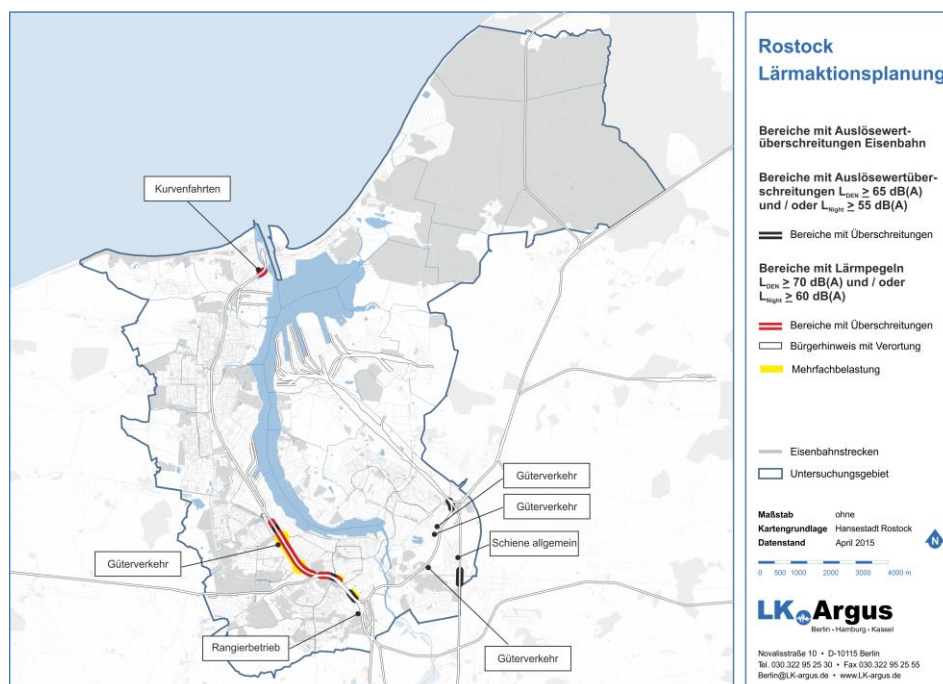 Kurvenfahrten
Güterverkehr
Güterverkehr
Schiene allgemein
Güterverkehr
Rangierbetrieb
Güterverkehr
Rostock
Lärmaktionsplanung
Bereiche mit Auslösewert-
überschreitungen Eisenbahn
Bereiche mit Auslösewertüber-
schreitungen LDEN ≥ 65 dB(A)
und / oder LNight ≥ 55 dB(A)
Bereiche mit Überschreitungen
Bereiche mit Lärmpegeln
LDEN ≥ 70 dB(A) und / oder
LNight ≥ 60 dB(A)
Bereiche mit Überschreitungen
Bürgerhinweis mit Verortung
Mehrfachbelastung
Eisenbahnstrecken
Untersuchungsgebiet
Maßstab ohne
Kartengrundlage Hansestadt Rostock
Datenstand April 2015
N
0 500 1000 2000 3000 4000 m
LK Argus
Berlin • Hamburg • Kassel
Novalisstraße 10 • D-10115 Berlin
Tel. 030.322 95 25 30 • Fax 030.322 95 25 55
Berlin@LK-argus.de • www.LK-argus.de